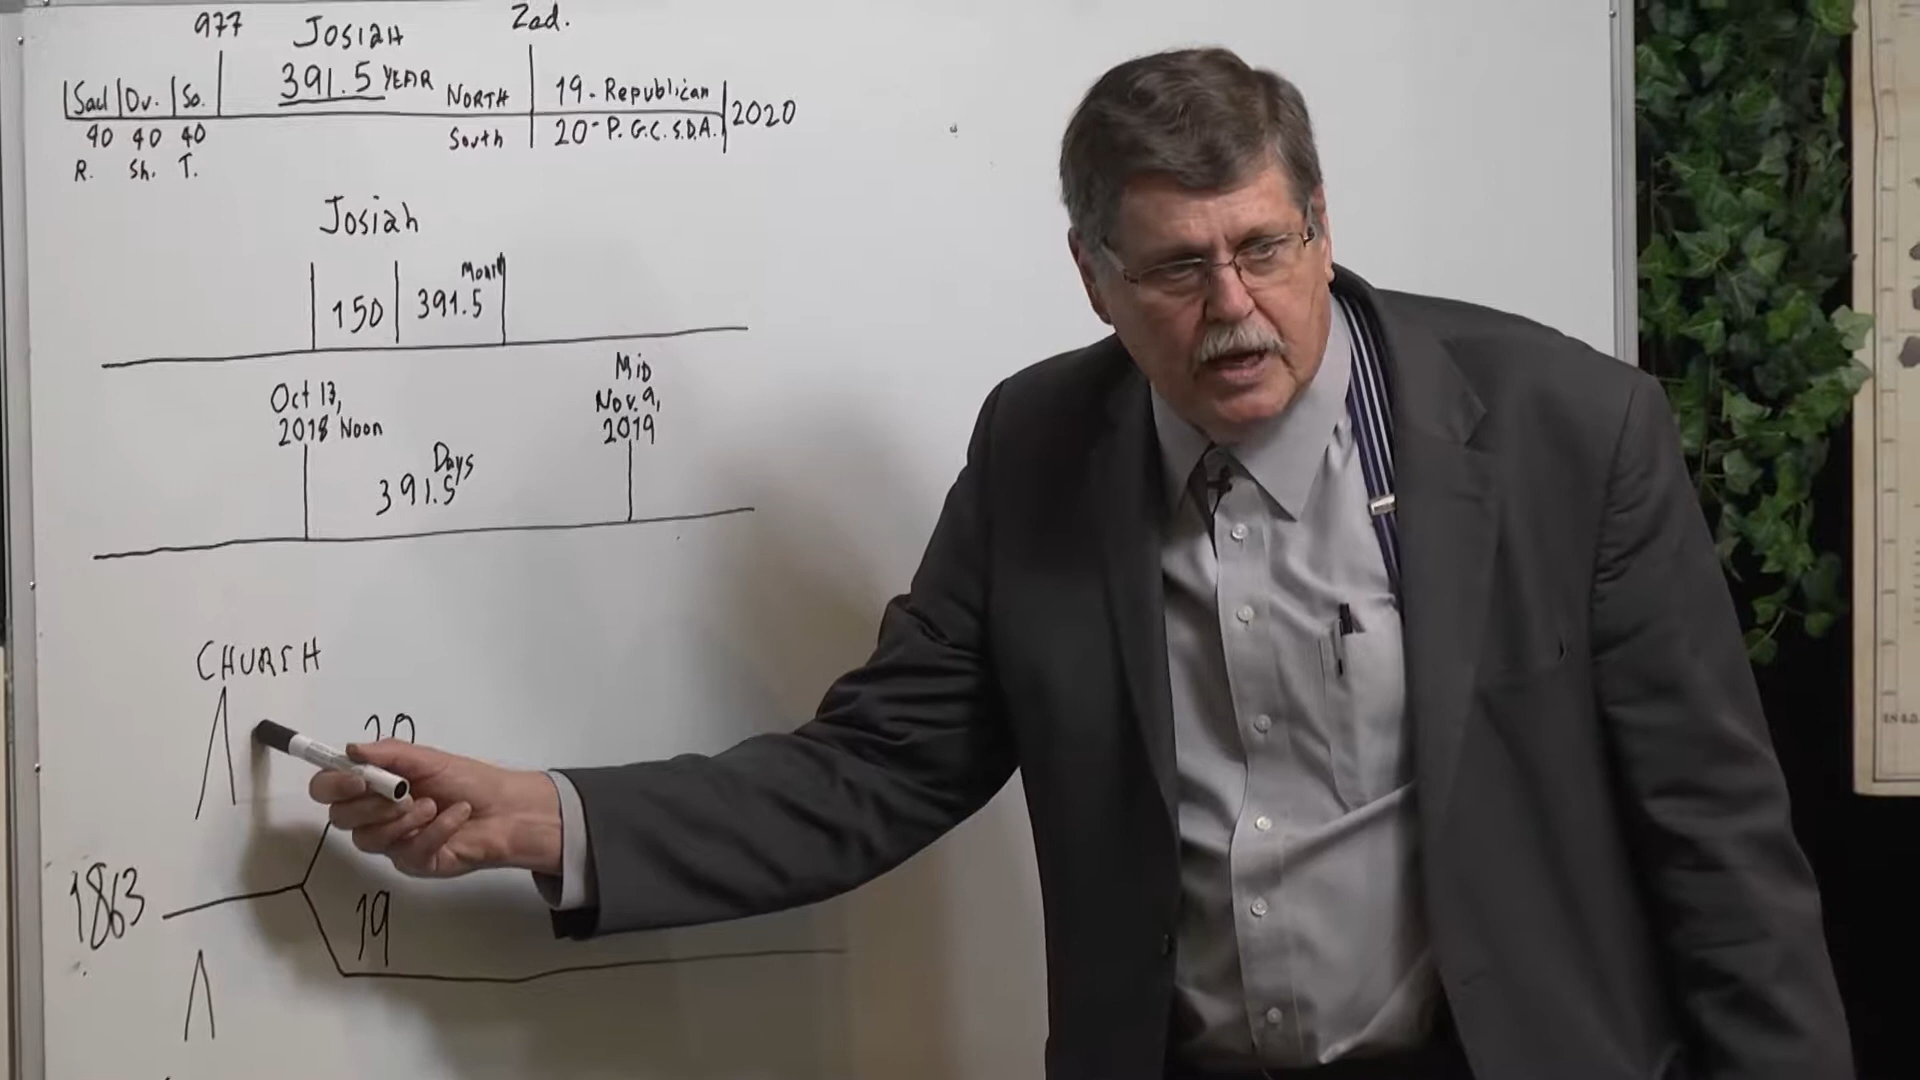 977 JOSIAH Zad.
Saul Dv. So. 391.5 YEAR NORTH 19 - Republican 2020
40 40 40 South 20 - P. G.C. S.D.A.
R. Sh. T.
Josiah
150 391.5 Month
Oct 13, 2018 Noon
Mid Nov. 9, 2019
391.5 Days
CHURCH
20
1863
19